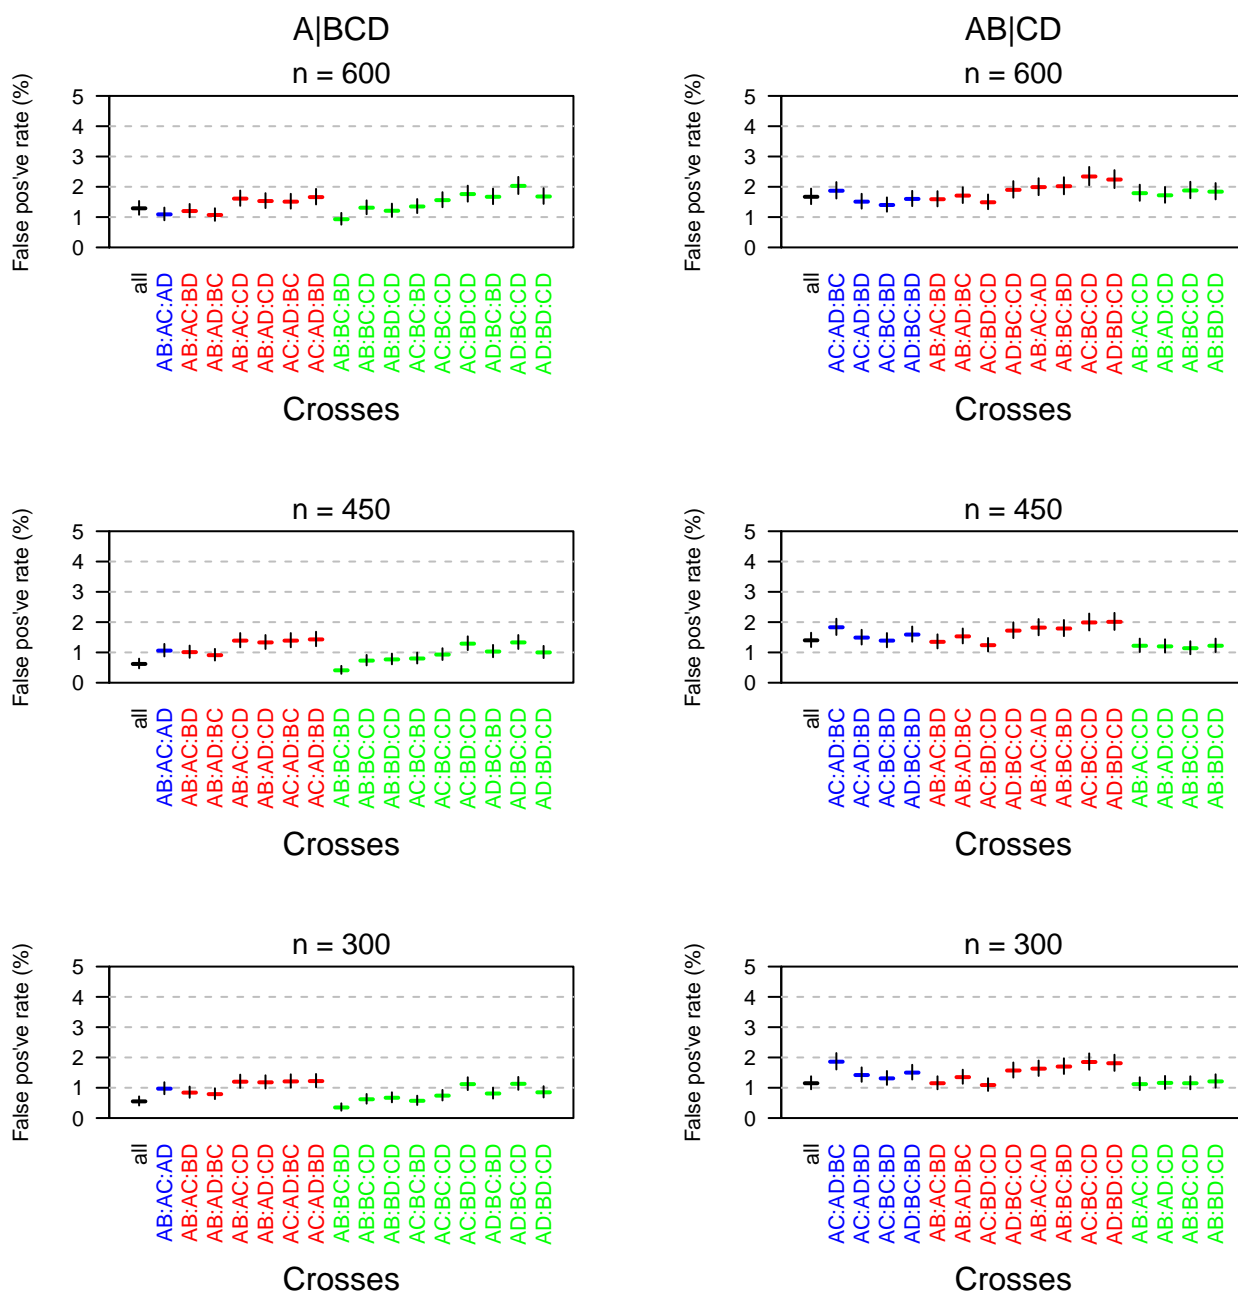 A|BCD
n = 600
False pos've rate (%)
5
4
3
2
1
0
all
AB:AC:AD
AB:AC:BD
AB:AD:BC
AB:AC:CD
AB:AD:CD
AC:AD:BC
AC:AD:BD
AB:BC:BD
AB:BC:CD
AB:BD:CD
AC:BC:BD
AC:BC:CD
AC:BD:CD
AD:BC:BD
AD:BC:CD
AD:BD:CD
Crosses
AB|CD
n = 600
False pos've rate (%)
5
4
3
2
1
0
all
AC:AD:BC
AC:AD:BD
AC:BC:BD
AD:BC:BD
AB:AC:BD
AB:AD:BC
AC:BD:CD
AD:BC:CD
AB:AC:AD
AB:BC:BD
AC:BC:CD
AD:BD:CD
AB:AC:CD
AB:AD:CD
AB:BC:CD
AB:BD:CD
Crosses
n = 450
False pos've rate (%)
5
4
3
2
1
0
all
AB:AC:AD
AB:AC:BD
AB:AD:BC
AB:AC:CD
AB:AD:CD
AC:AD:BC
AC:AD:BD
AB:BC:BD
AB:BC:CD
AB:BD:CD
AC:BC:BD
AC:BC:CD
AC:BD:CD
AD:BC:BD
AD:BC:CD
AD:BD:CD
Crosses
n = 450
False pos've rate (%)
5
4
3
2
1
0
all
AC:AD:BC
AC:AD:BD
AC:BC:BD
AD:BC:BD
AB:AC:BD
AB:AD:BC
AC:BD:CD
AD:BC:CD
AB:AC:AD
AB:BC:BD
AC:BC:CD
AD:BD:CD
AB:AC:CD
AB:AD:CD
AB:BC:CD
AB:BD:CD
Crosses
n = 300
False pos've rate (%)
5
4
3
2
1
0
all
AB:AC:AD
AB:AC:BD
AB:AD:BC
AB:AC:CD
AB:AD:CD
AC:AD:BC
AC:AD:BD
AB:BC:BD
AB:BC:CD
AB:BD:CD
AC:BC:BD
AC:BC:CD
AC:BD:CD
AD:BC:BD
AD:BC:CD
AD:BD:CD
Crosses
n = 300
False pos've rate (%)
5
4
3
2
1
0
all
AC:AD:BC
AC:AD:BD
AC:BC:BD
AD:BC:BD
AB:AC:BD
AB:AD:BC
AC:BD:CD
AD:BC:CD
AB:AC:AD
AB:BC:BD
AC:BC:CD
AD:BD:CD
AB:AC:CD
AB:AD:CD
AB:BC:CD
AB:BD:CD
Crosses